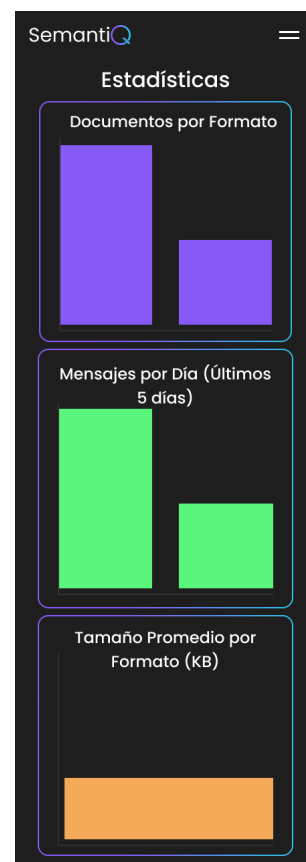 SemantiQ
Estadísticas
Documentos por Formato
Mensajes por Día (Últimos
5 días)
Tamaño Promedio por
Formato (KB)